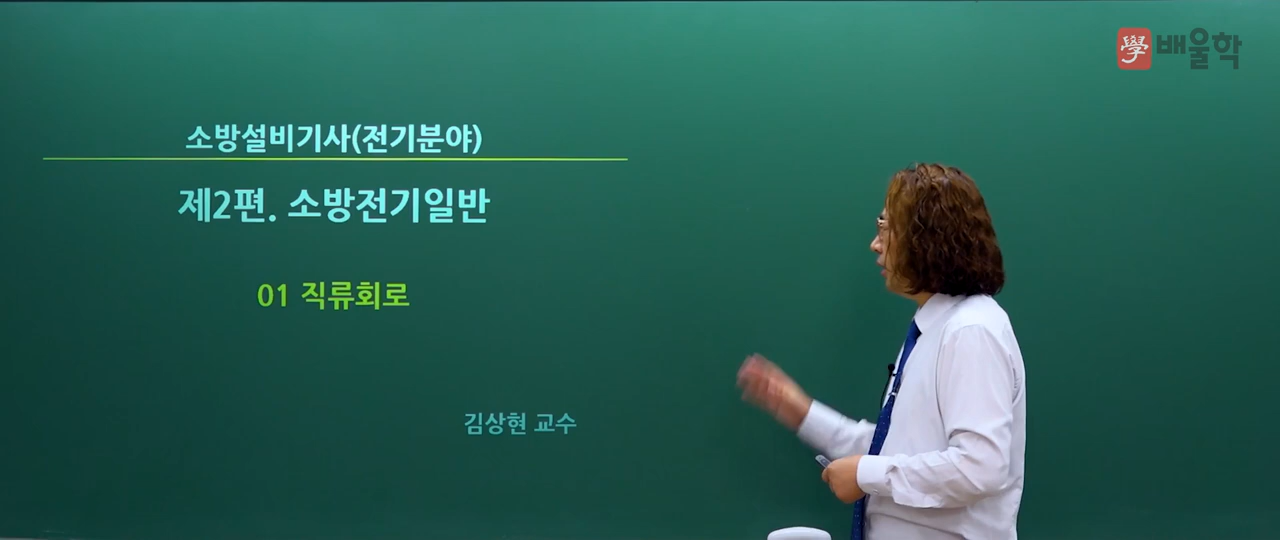 學 배울학
소방설비기사(전기분야)
제2편. 소방전기일반
01 직류회로
김상현 교수